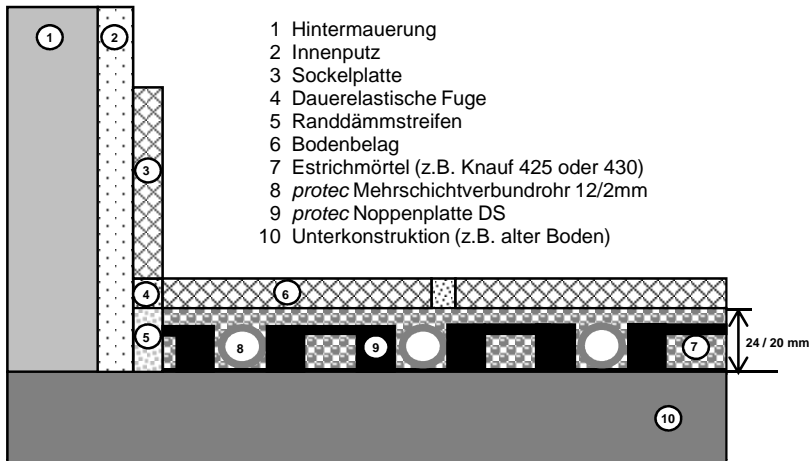 1 Hintermauerung
2 Innenputz
3 Sockelplatte
4 Dauerelastische Fuge
5 Randdämmstreifen
6 Bodenbelag
7 Estrichmörtel (z.B. Knauf 425 oder 430)
8 protec Mehrschichtverbundrohr 12/2mm
9 protec Noppenplatte DS
10 Unterkonstruktion (z.B. alter Boden)
1
2
3
4
6
5
8
9
7
24 / 20 mm
10